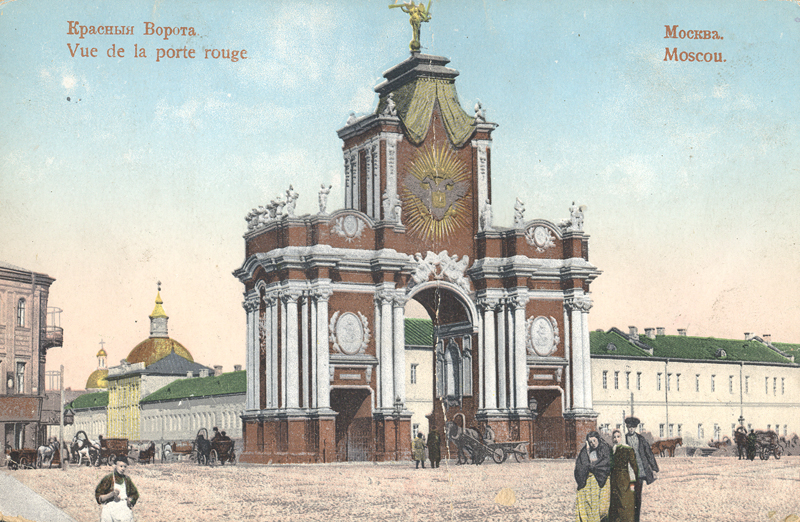 Красныя Ворота.
Vue de la porte rouge
Москва.
Moscou.